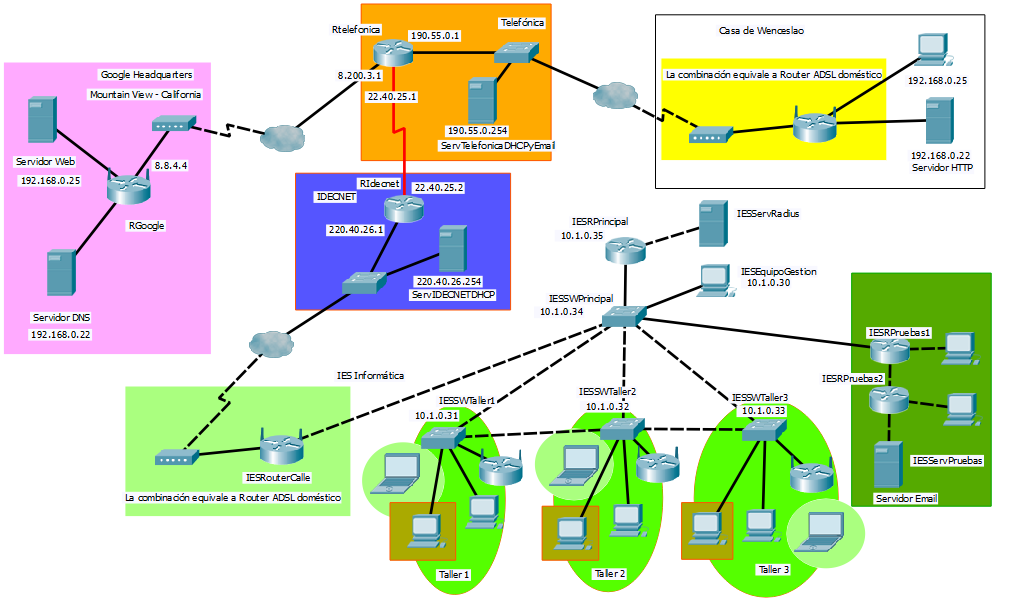 Google Headquarters
Mountain View - California
Servidor Web
192.168.0.25
8.8.4.4
RGoogle
Servidor DNS
192.168.0.22
Rtelefonica
190.55.0.1
Telefónica
8.200.3.1
22.40.25.1
190.55.0.254
ServTelefonicaDHCPyEmail
Casa de Wenceslao
La combinación equivale a Router ADSL doméstico
192.168.0.25
192.168.0.22
Servidor HTTP
RIdecnet
22.40.25.2
IDECNET
220.40.26.1
220.40.26.254
ServIDECNETDHCP
IESRPrincipal
10.1.0.35
IESServRadius
IESEquipoGestion
10.1.0.30
IESSWPrincipal
10.1.0.34
IESRPruebas1
IESRPruebas2
IESServPruebas
Servidor Email
IES Informática
IESRouterCalle
La combinación equivale a Router ADSL doméstico
IESSWTaller1
10.1.0.31
IESSWTaller2
10.1.0.32
IESSWTaller3
10.1.0.33
Taller 1
Taller 2
Taller 3